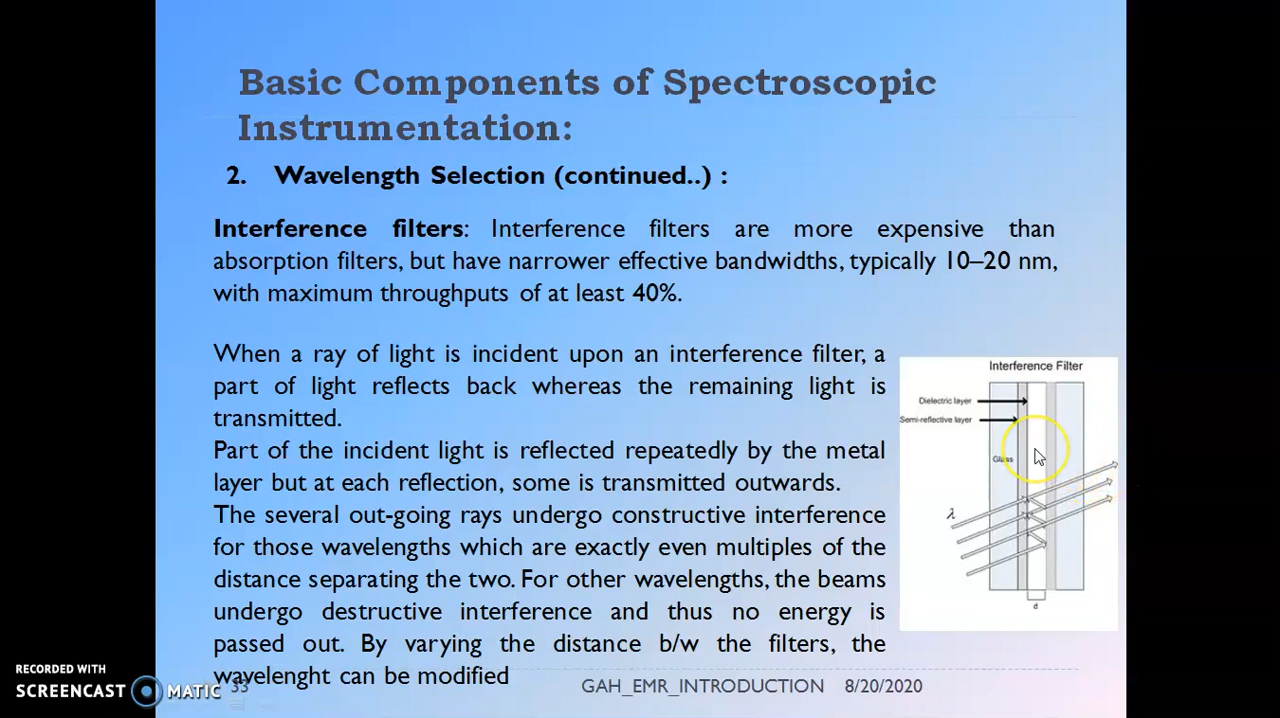 Basic Components of Spectroscopic
Instrumentation:
2. Wavelength Selection (continued..) :
Interference filters: Interference filters are more expensive than
absorption filters, but have narrower effective bandwidths, typically 10–20 nm,
with maximum throughputs of at least 40%.
When a ray of light is incident upon an interference filter, a
part of light reflects back whereas the remaining light is
transmitted.
Part of the incident light is reflected repeatedly by the metal
layer but at each reflection, some is transmitted outwards.
The several out-going rays undergo constructive interference
for those wavelengths which are exactly even multiples of the
distance separating the two. For other wavelengths, the beams
undergo destructive interference and thus no energy is
passed out. By varying the distance b/w the filters, the
wavelenght can be modified
Interference Filter
Dielectric layer
Semi-reflective layer
Glass
λ
d
RECORDED WITH
SCREENCAST MATIC
33
GAH_EMR_INTRODUCTION 8/20/2020